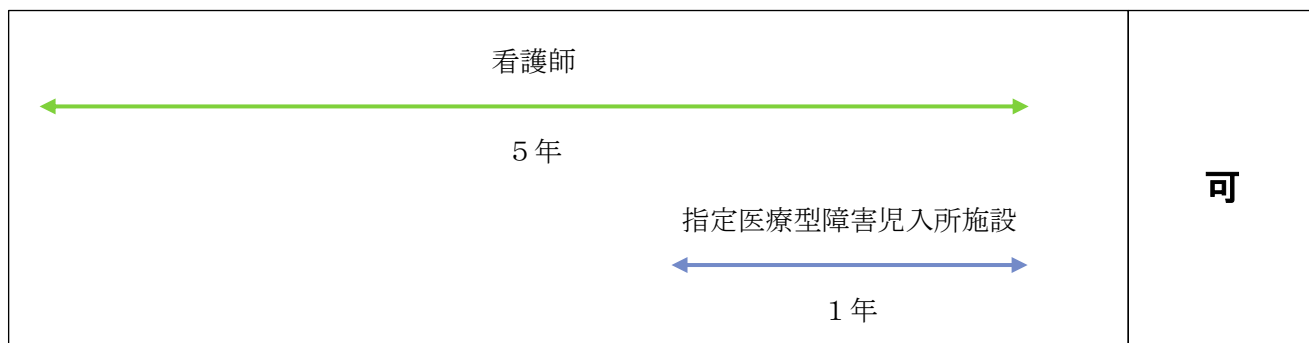 看護師
５年
可
指定医療型障害児入所施設
１年